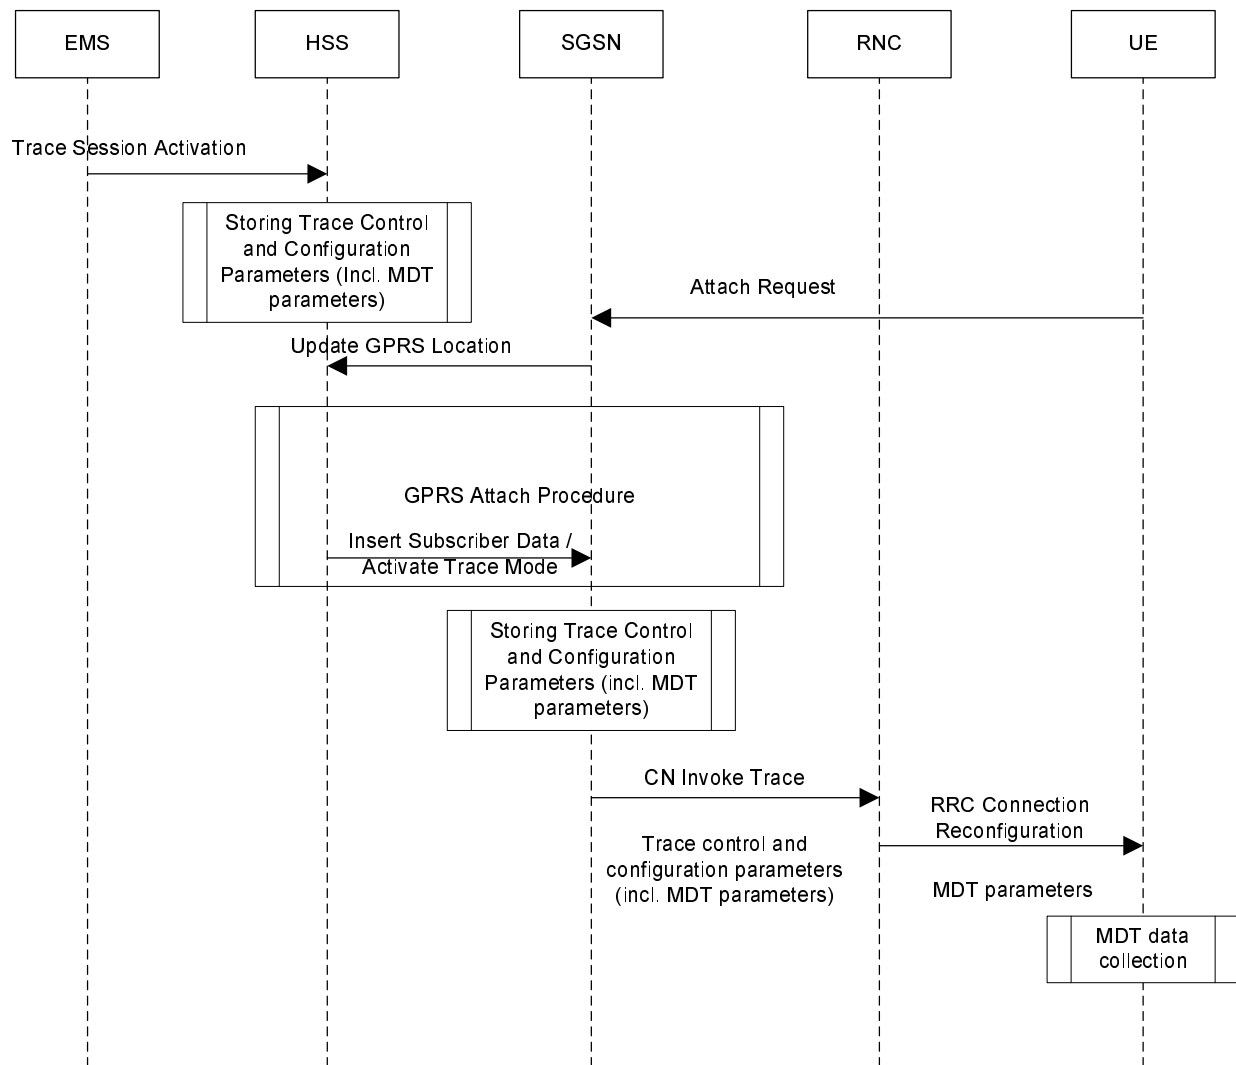 EMS
HSS
SGSN
RNC
UE
Trace Session Activation
Storing Trace Control
and Configuration
Parameters (Incl. MDT
parameters)
Attach Request
Update GPRS Location
GPRS Attach Procedure
Insert Subscriber Data /
Activate Trace Mode
Storing Trace Control
and Configuration
Parameters (incl. MDT
parameters)
CN Invoke Trace
RRC Connection
Reconfiguration
Trace control and
configuration parameters
(incl. MDT parameters)
MDT parameters
MDT data
collection